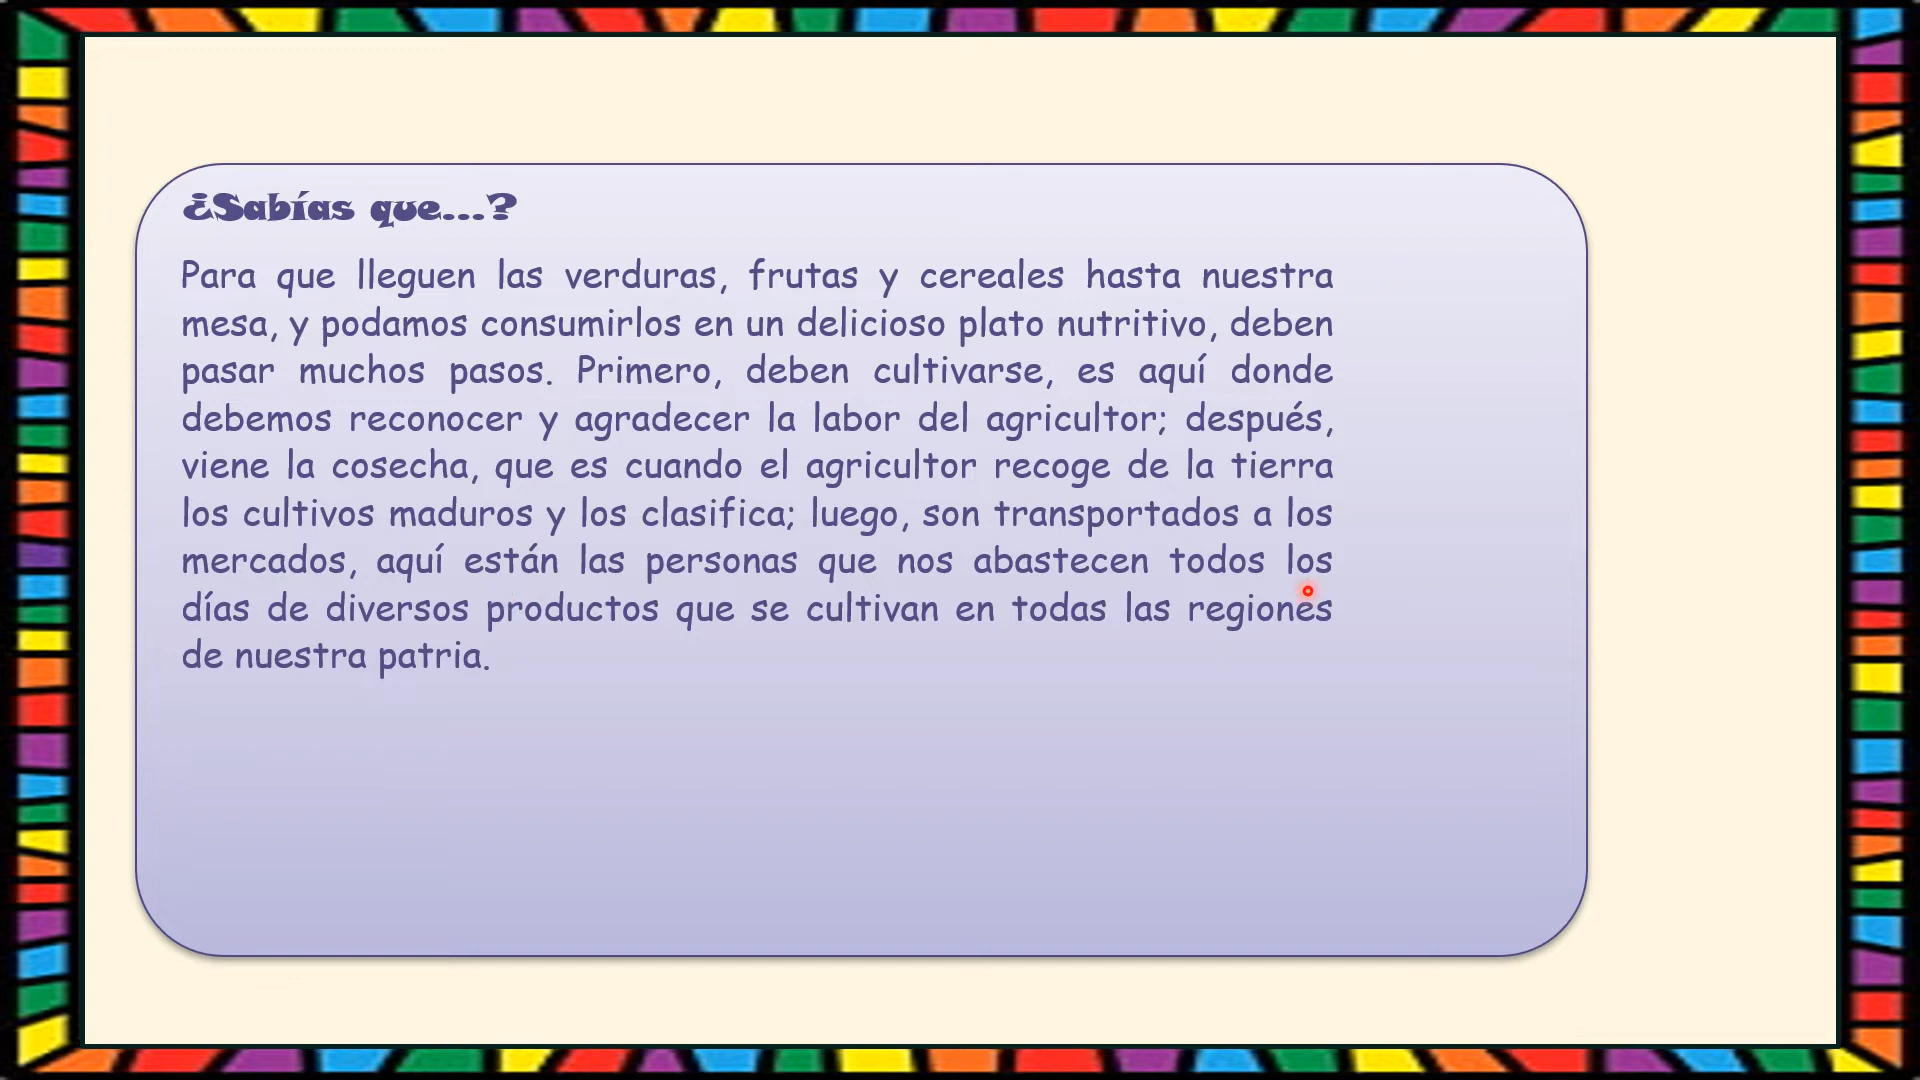 ¿Sabías que...?
Para que lleguen las verduras, frutas y cereales hasta nuestra
mesa, y podamos consumirlos en un delicioso plato nutritivo, deben
pasar muchos pasos. Primero, deben cultivarse, es aquí donde
debemos reconocer y agradecer la labor del agricultor; después,
viene la cosecha, que es cuando el agricultor recoge de la tierra
los cultivos maduros y los clasifica; luego, son transportados a los
mercados, aquí están las personas que nos abastecen todos los
días de diversos productos que se cultivan en todas las regiones
de nuestra patria.